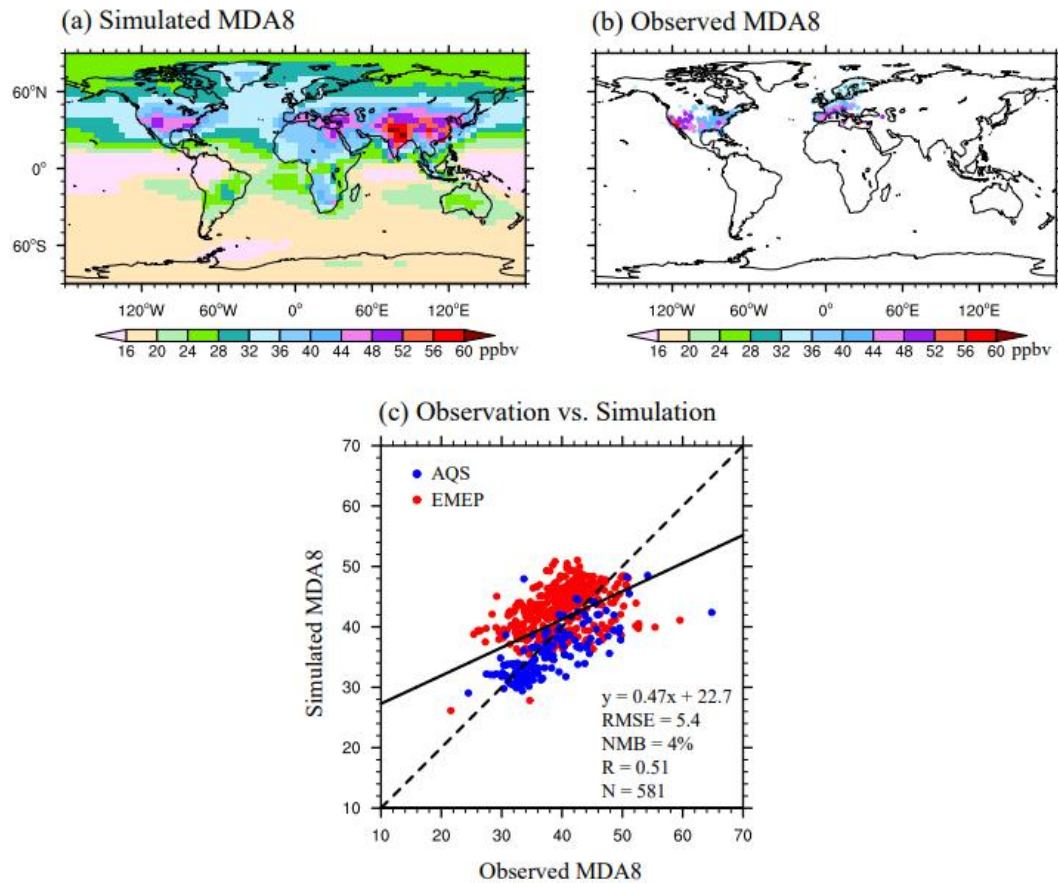 (a) Simulated MDA8
(b) Observed MDA8
60°N
0°
60°S
120°W 60°W 0° 60°E 120°E
120°W 60°W 0° 60°E 120°E
16 20 24 28 32 36 40 44 48 52 56 60 ppbv
16 20 24 28 32 36 40 44 48 52 56 60 ppbv
(c) Observation vs. Simulation
70
60
50
40
30
20
10
Simulated MDA8
AQS
EMEP
y = 0.47x + 22.7
RMSE = 5.4
NMB = 4%
R = 0.51
N = 581
10 20 30 40 50 60 70
Observed MDA8